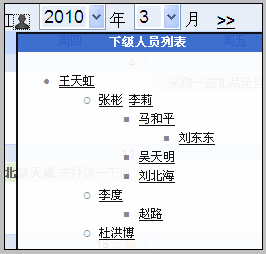 2010 年 3 月 >>
下级人员列表
王天虹
张彬 李莉
马和平
刘东东
吴天明
刘北海
李度
赵路
杜洪博